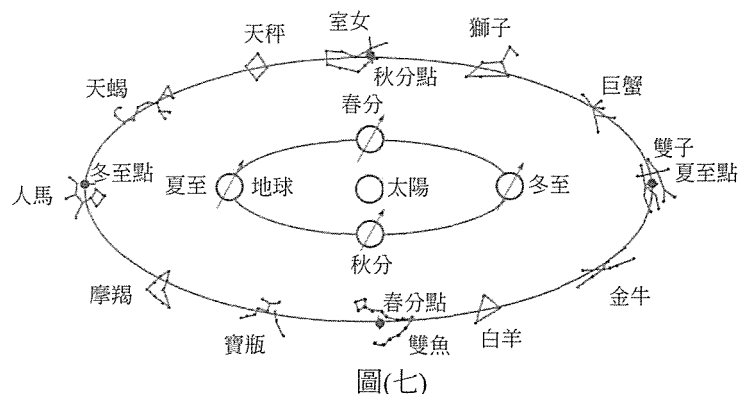 室女
獅子
天秤
秋分點
巨蟹
天蠍
春分
雙子
冬至點
夏至
地球
太陽
冬至
夏至點
人馬
秋分
摩羯
春分點
金牛
寶瓶
雙魚
白羊
圖(七)